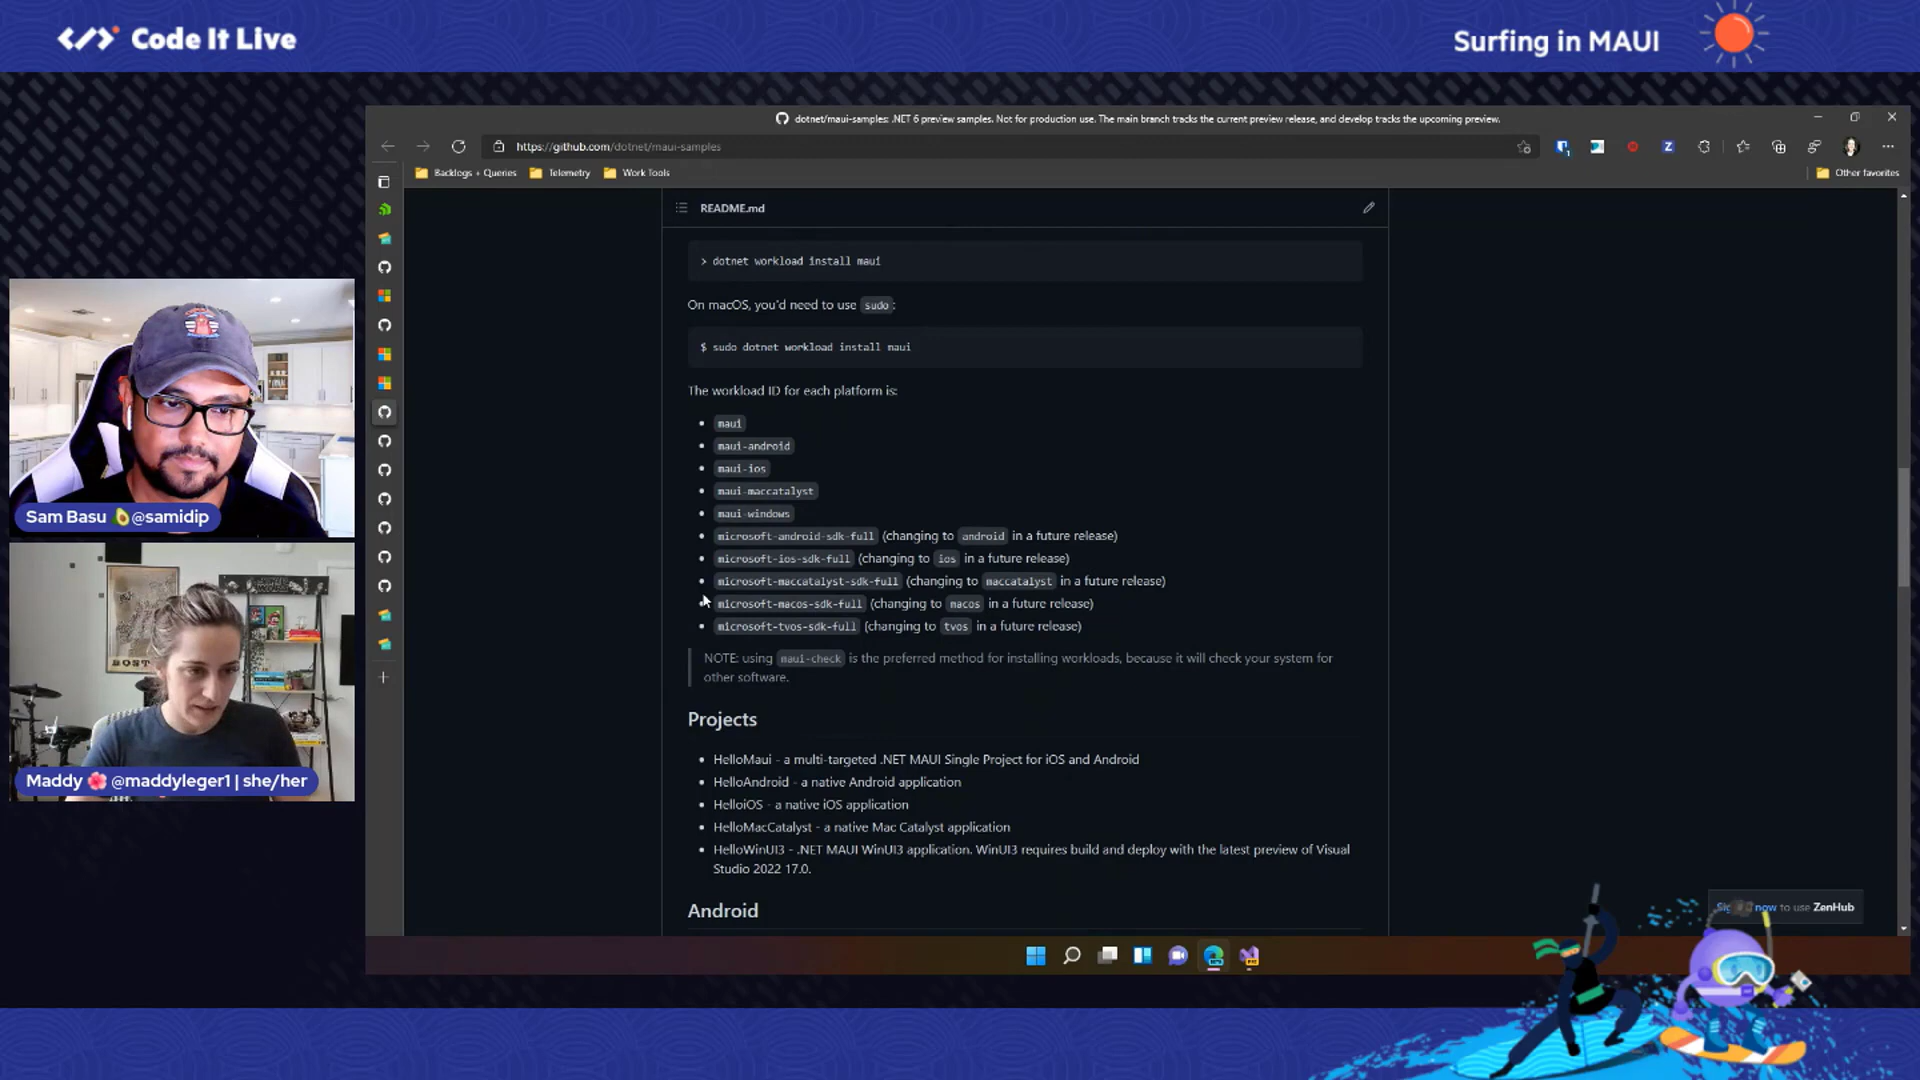 Code It Live
Surfing in MAUI
dotnet/maui-samples: .NET 6 preview samples. Not for production use. The main branch tracks the current preview release, and develop tracks the upcoming preview.
https://github.com/dotnet/maui-samples
Backlogs + Queries
Telemetry
Work Tools
Other favorites
README.md
> dotnet workload install maui
On macOS, you'd need to use sudo:
$ sudo dotnet workload install maui
The workload ID for each platform is:
• maui
• maui-android
• maui-ios
• maui-maccatalyst
• maui-windows
• microsoft-android-sdk-full (changing to android in a future release)
• microsoft-ios-sdk-full (changing to ios in a future release)
• microsoft-maccatalyst-sdk-full (changing to maccatalyst in a future release)
• microsoft-macos-sdk-full (changing to macos in a future release)
• microsoft-tvos-sdk-full (changing to tvos in a future release)
NOTE: using maui-check is the preferred method for installing workloads, because it will check your system for
other software.
Projects
• HelloMaui - a multi-targeted .NET MAUI Single Project for iOS and Android
• HelloAndroid - a native Android application
• HelloiOS - a native iOS application
• HelloMacCatalyst - a native Mac Catalyst application
• HelloWinUI3 - .NET MAUI WinUI3 application. WinUI3 requires build and deploy with the latest preview of Visual
Studio 2022 17.0.
Android
now to use ZenHub
Sam Basu 🥑@samidip
BOST
Maddy 🌺 @maddyleger1 | she/her